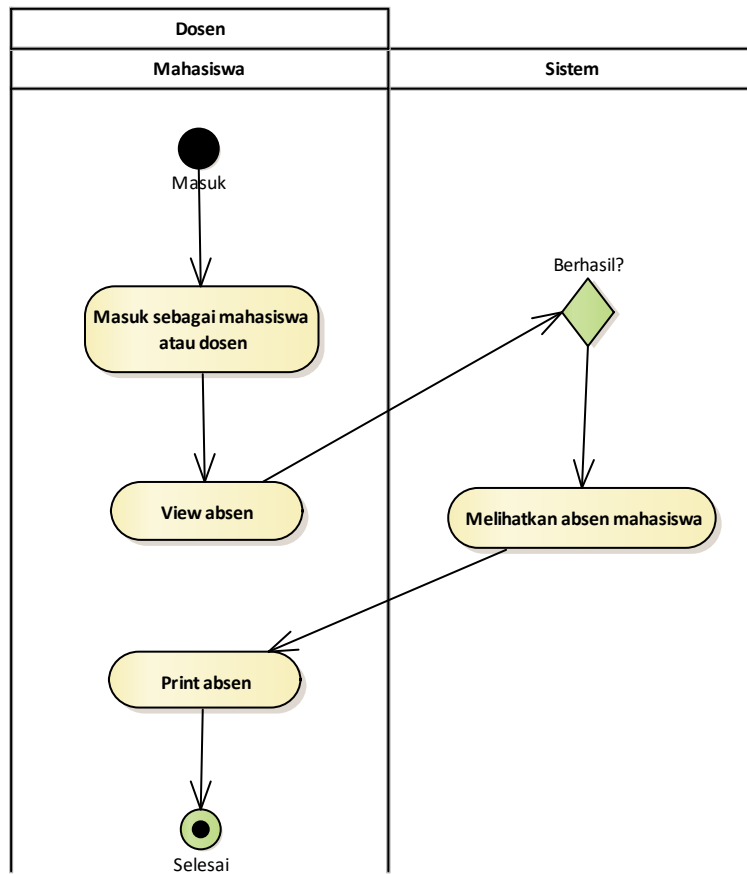 Dosen
Mahasiswa
Sistem
Masuk
Masuk sebagai mahasiswa
atau dosen
Berhasil?
View absen
Melihatkan absen mahasiswa
Print absen
Selesai